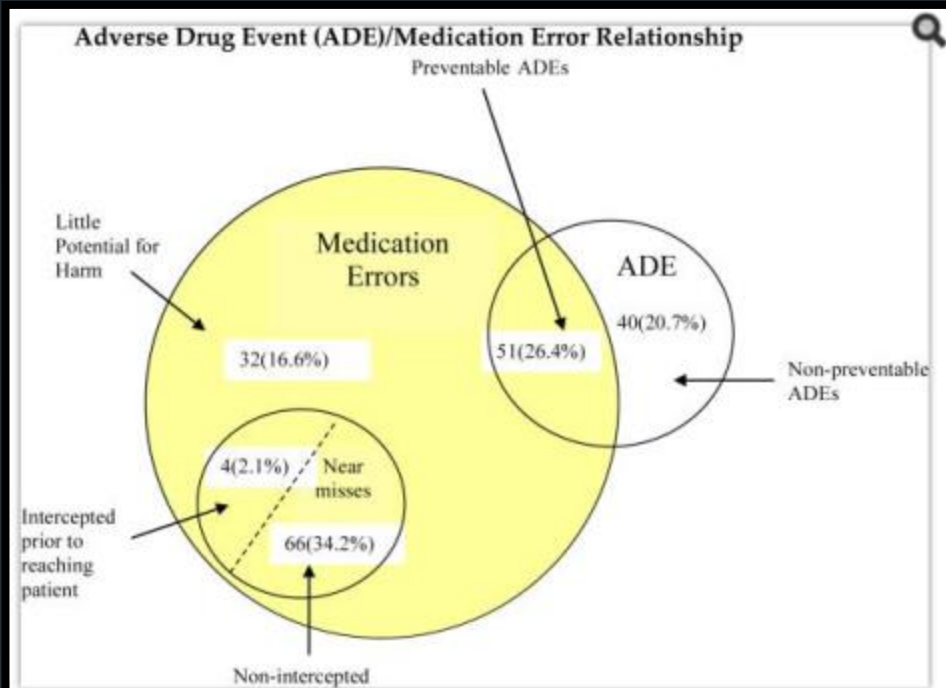 Adverse Drug Event (ADE)/Medication Error Relationship
Preventable ADEs
Little
Potential for
Harm
Medication
Errors
ADE
40(20.7%)
32(16.6%)
51(26.4%)
Non-preventable
ADEs
4(2.1%)
Near
misses
Intercepted
prior to
reaching
patient
66(34.2%)
Non-intercepted